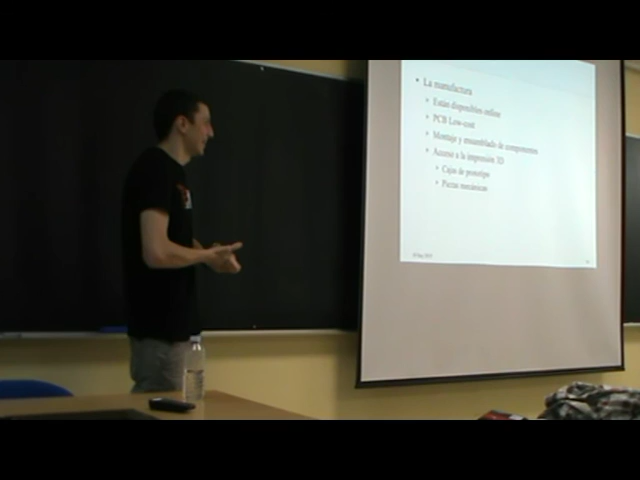 • La manufactura
• Están disponibles online
• PCB Low-cost
• Montaje y ensamblado de componentes
• Acceso a la impresión 3D
• Cajas de prototipo
• Piezas mecánicas